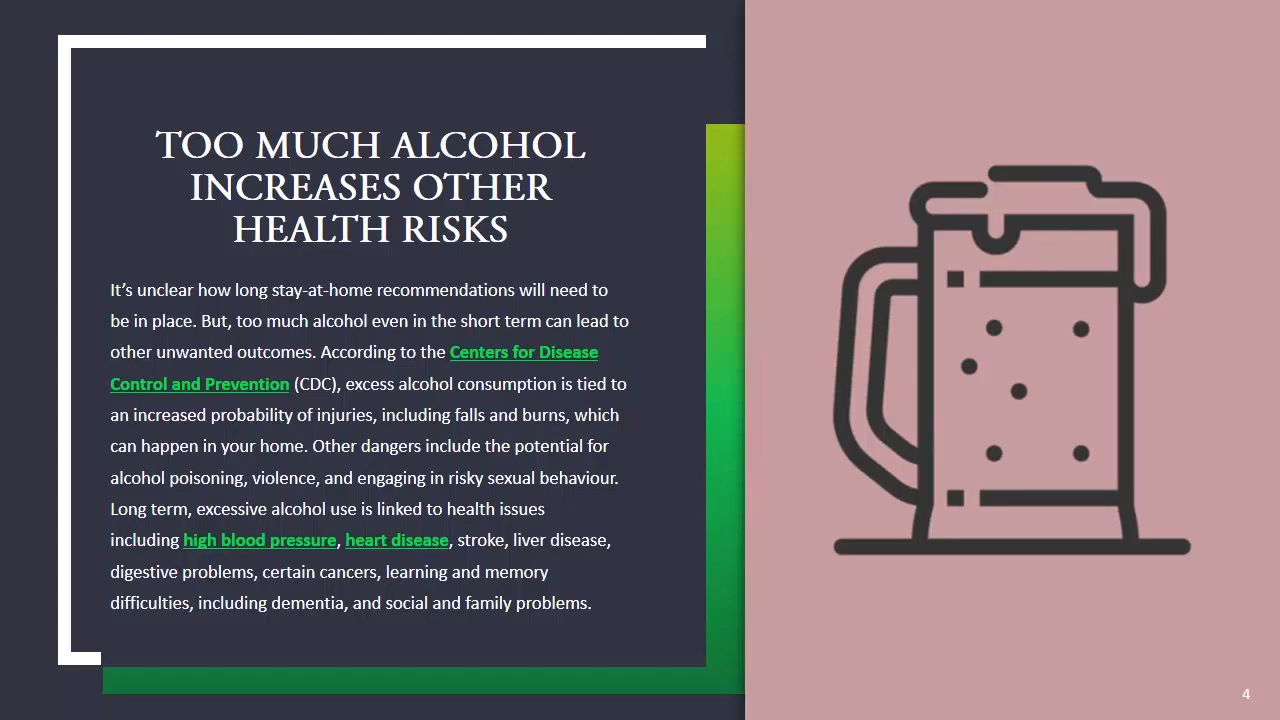 TOO MUCH ALCOHOL
INCREASES OTHER
HEALTH RISKS
It’s unclear how long stay-at-home recommendations will need to
be in place. But, too much alcohol even in the short term can lead to
other unwanted outcomes. According to the Centers for Disease
Control and Prevention (CDC), excess alcohol consumption is tied to
an increased probability of injuries, including falls and burns, which
can happen in your home. Other dangers include the potential for
alcohol poisoning, violence, and engaging in risky sexual behaviour.
Long term, excessive alcohol use is linked to health issues
including high blood pressure, heart disease, stroke, liver disease,
digestive problems, certain cancers, learning and memory
difficulties, including dementia, and social and family problems.
4